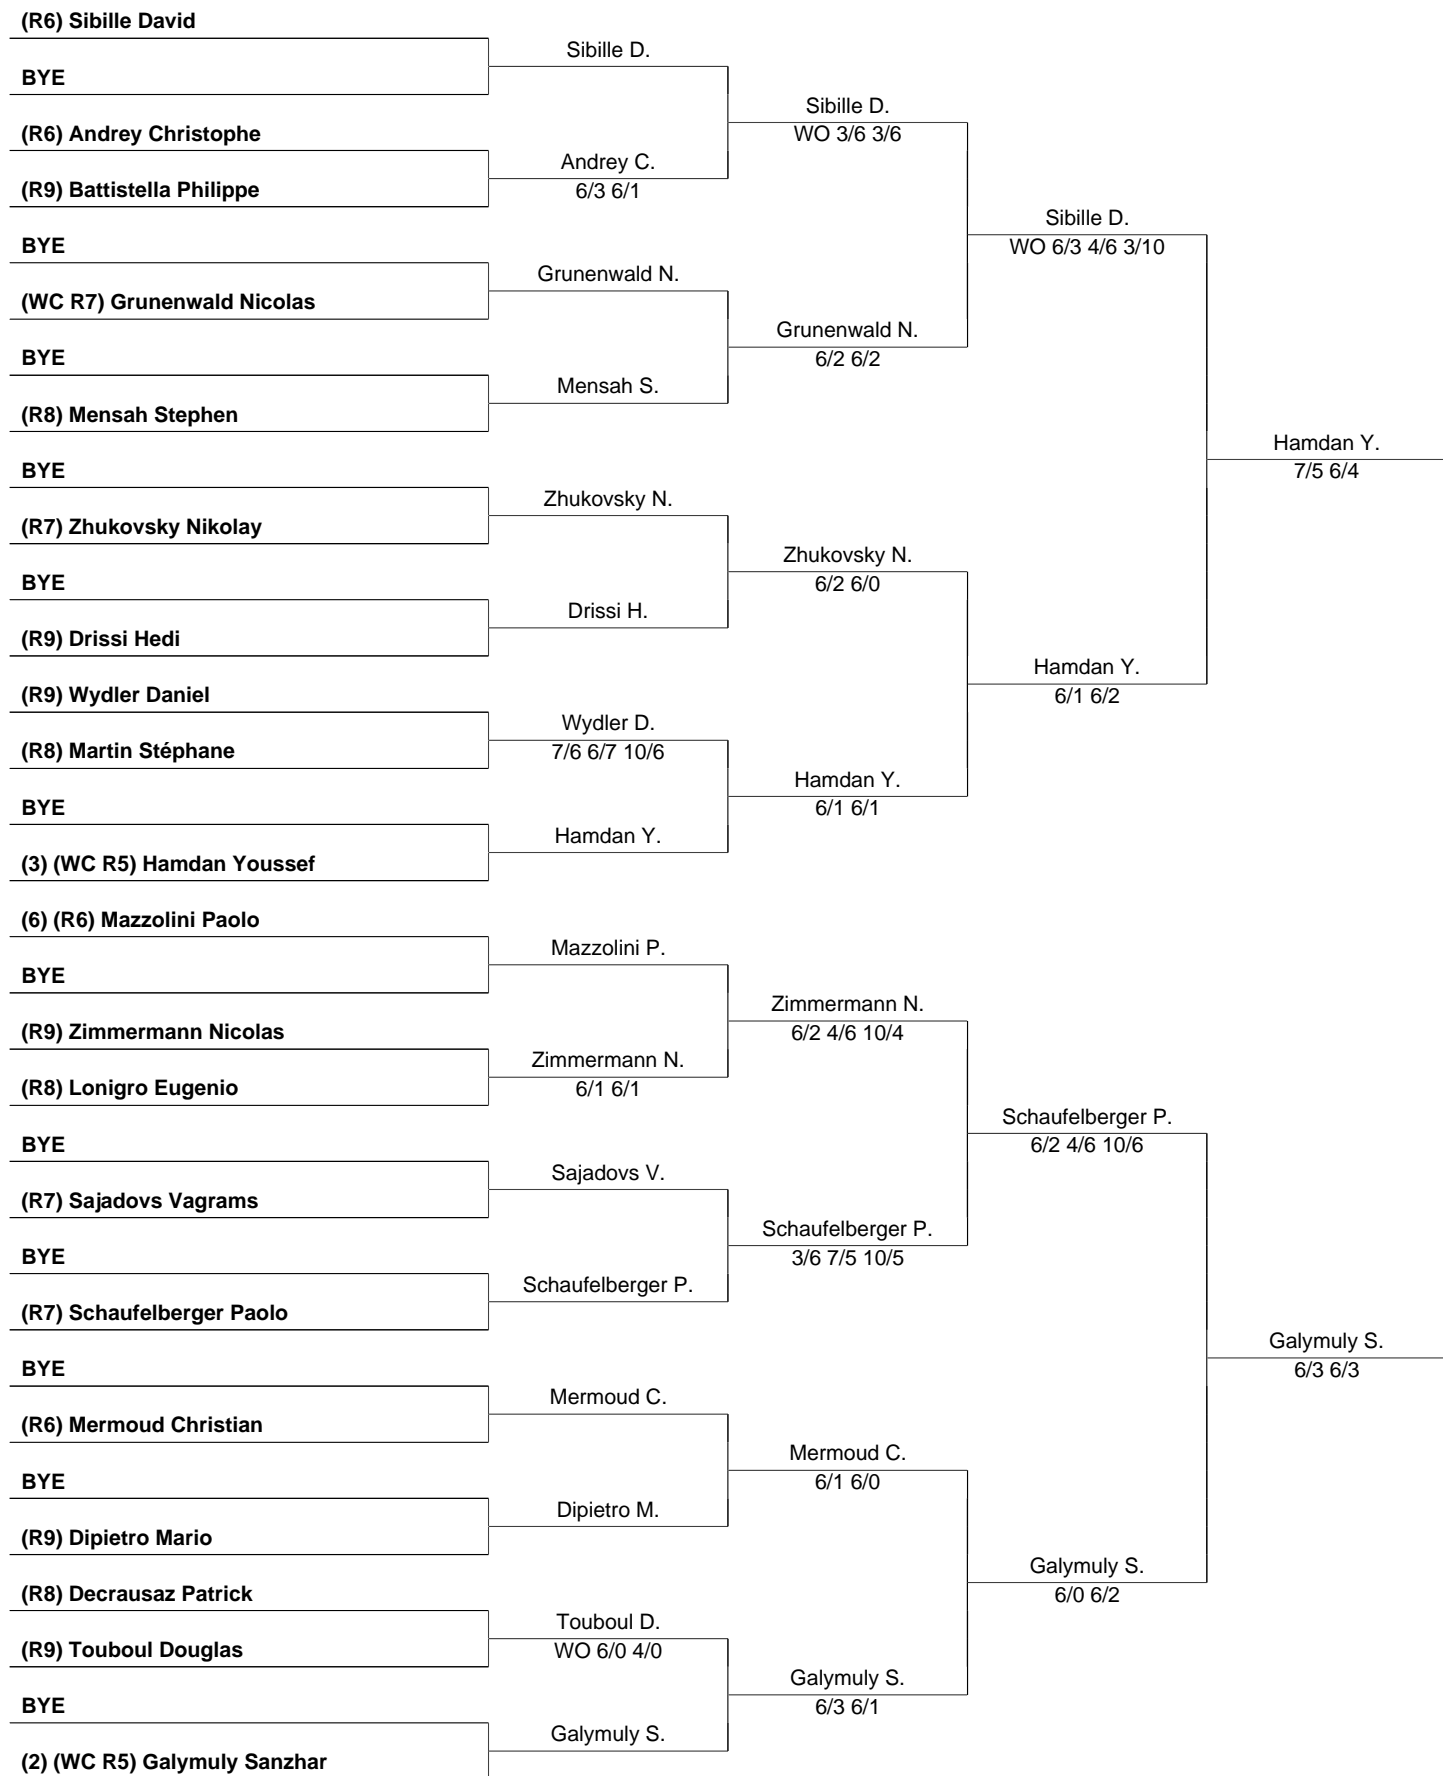 (R6) Sibille David
Sibille D.
BYE
Sibille D.
(R6) Andrey Christophe
WO 3/6 3/6
Andrey C.
(R9) Battistella Philippe
6/3 6/1
Sibille D.
BYE
WO 6/3 4/6 3/10
Grunenwald N.
(WC R7) Grunenwald Nicolas
Grunenwald N.
BYE
6/2 6/2
Mensah S.
(R8) Mensah Stephen
Hamdan Y.
BYE
7/5 6/4
Zhukovsky N.
(R7) Zhukovsky Nikolay
Zhukovsky N.
BYE
6/2 6/0
Drissi H.
(R9) Drissi Hedi
Hamdan Y.
(R9) Wydler Daniel
6/1 6/2
Wydler D.
(R8) Martin Stéphane
7/6 6/7 10/6
Hamdan Y.
BYE
6/1 6/1
Hamdan Y.
(3) (WC R5) Hamdan Youssef
(6) (R6) Mazzolini Paolo
Mazzolini P.
BYE
Zimmermann N.
(R9) Zimmermann Nicolas
6/2 4/6 10/4
Zimmermann N.
(R8) Lonigro Eugenio
6/1 6/1
Schaufelberger P.
BYE
6/2 4/6 10/6
Sajadovs V.
(R7) Sajadovs Vagrams
Schaufelberger P.
BYE
3/6 7/5 10/5
Schaufelberger P.
(R7) Schaufelberger Paolo
Galymuly S.
BYE
6/3 6/3
Mermoud C.
(R6) Mermoud Christian
Mermoud C.
BYE
6/1 6/0
Dipietro M.
(R9) Dipietro Mario
Galymuly S.
(R8) Decrausaz Patrick
6/0 6/2
Touboul D.
(R9) Touboul Douglas
WO 6/0 4/0
Galymuly S.
BYE
6/3 6/1
Galymuly S.
(2) (WC R5) Galymuly Sanzhar